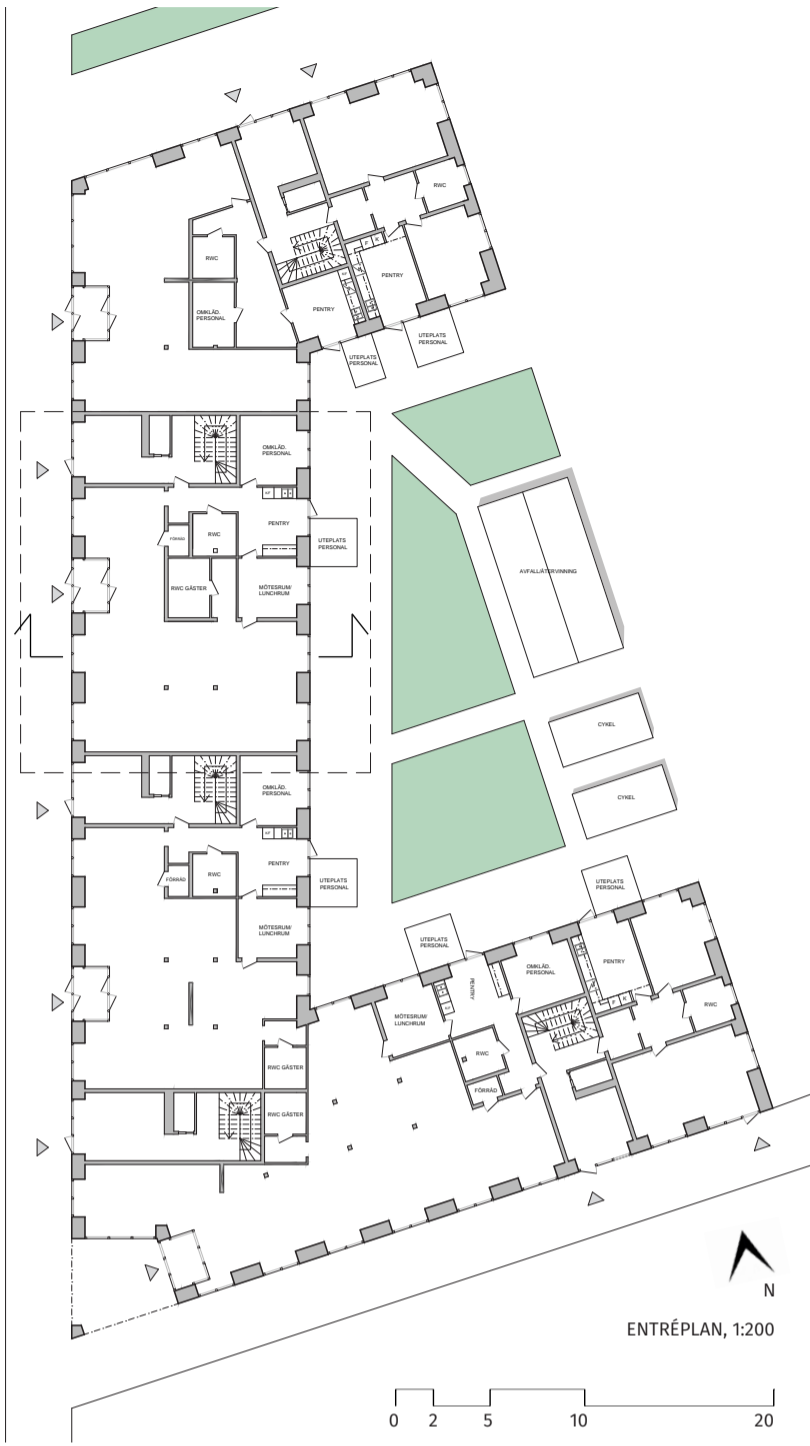 RWC
RWC
OMKLÄD.
PERSONAL
PENTRY
F
K
PENTRY
UTEPLATS
PERSONAL
UTEPLATS
PERSONAL
OMKLÄD.
PERSONAL
K/F
PENTRY
FÖRRÅD
RWC
UTEPLATS
PERSONAL
RWC GÄSTER
MÖTESRUM/
LUNCHRUM
AVFALL/ÅTERVINNING
CYKEL
CYKEL
OMKLÄD.
PERSONAL
K/F
PENTRY
FÖRRÅD
RWC
UTEPLATS
PERSONAL
MÖTESRUM/
LUNCHRUM
UTEPLATS
PERSONAL
UTEPLATS
PERSONAL
OMKLÄD.
PERSONAL
PENTRY
PENTRY
F
K
RWC
MÖTESRUM/
LUNCHRUM
RWC
FÖRRÅD
RWC GÄSTER
RWC GÄSTER
N
ENTRÉPLAN, 1:200
0 2 5 10 20